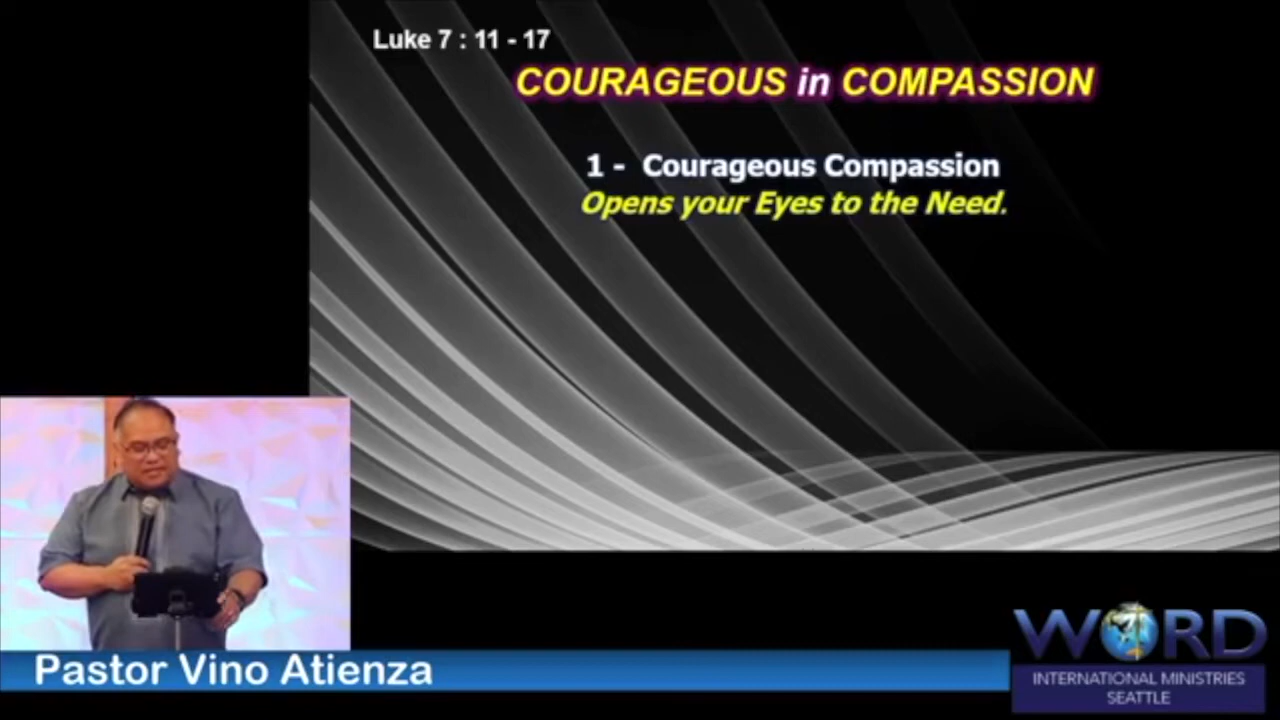 Luke 7 : 11 - 17
COURAGEOUS in COMPASSION
1 - Courageous Compassion
Opens your Eyes to the Need.
Pastor Vino Atienza
WORD
INTERNATIONAL MINISTRIES
SEATTLE